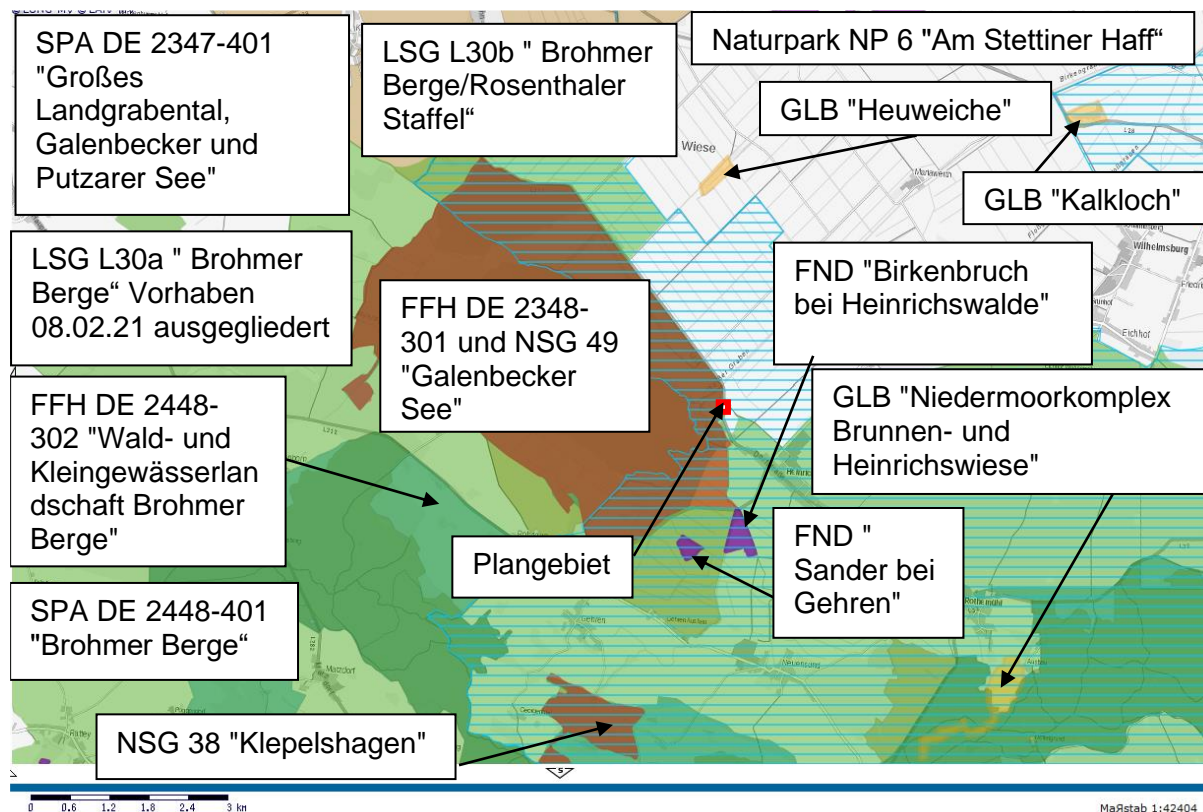 SPA DE 2347-401
"Großes
Landgrabental,
Galenbecker und
Putzarer See"
LSG L30b " Brohmer
Berge/Rosenthaler
Staffel“
Naturpark NP 6 "Am Stettiner Haff“
GLB "Heuweiche"
Wiese
GLB "Kalkloch"
Wilhelmsburg
Eichhof
LSG L30a " Brohmer
Berge“ Vorhaben
08.02.21 ausgegliedert
FFH DE 2348-
301 und NSG 49
"Galenbecker
See"
FND "Birkenbruch
bei Heinrichswalde"
FFH DE 2448-
302 "Wald- und
Kleingewässerlan
dschaft Brohmer
Berge"
GLB "Niedermoorkomplex
Brunnen- und
Heinrichswiese"
Plangebiet
FND "
Sander bei
Gehren"
SPA DE 2448-401
"Brohmer Berge“
Matzdorf
NSG 38 "Klepelshagen"
S
0 0.6 1.2 1.8 2.4 3 km
Maßstab 1:42404